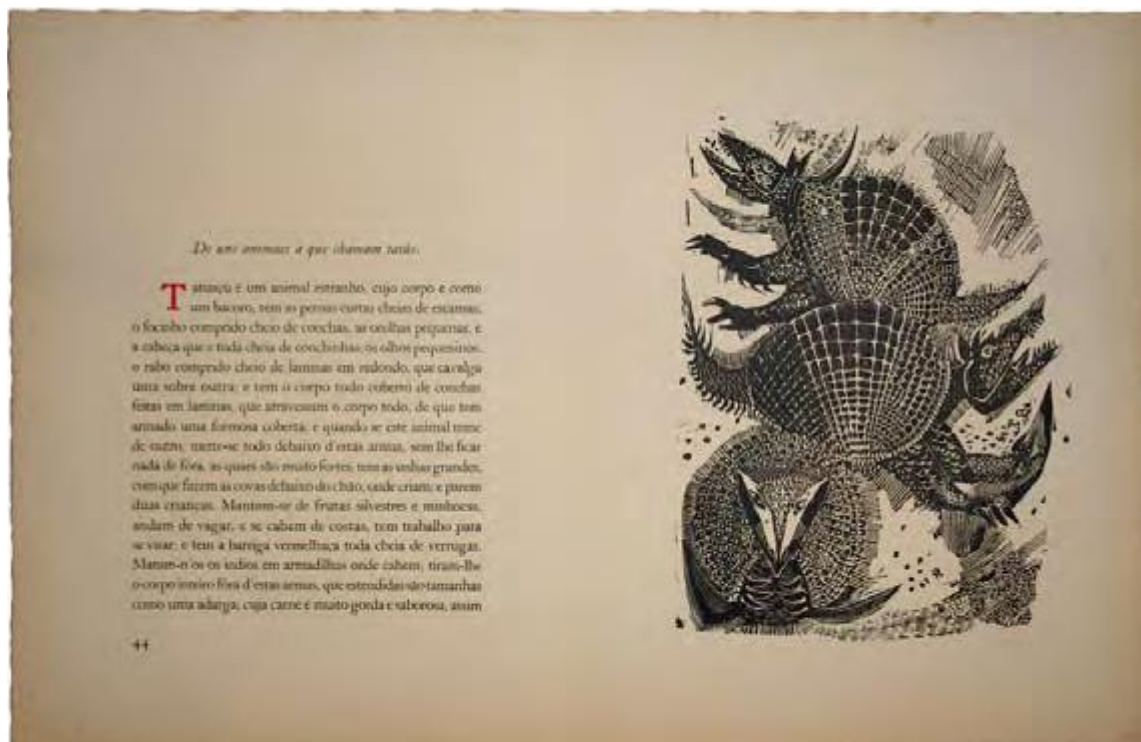 De uns animaes a que chamam tatús.
Tatuaçú é um animal estranho, cujo corpo é como
um bacoro, tem as pernas curtas cheias de escamas,
o focinho comprido cheio de conchas, as orelhas pequenas, e
a cabeça que é toda cheia de conchinhas; os olhos pequeninos,
o rabo comprido cheio de laminas em redondo, que cavalga
uma sobre outra; e tem o corpo todo coberto de conchas
feitas em laminas, que atravessam o corpo todo, de que tem
armado uma formosa coberta; e quando se este animal teme
de outro, mette-se todo debaixo d'estas armas, sem lhe ficar
nada de fóra, as quaes são muito fortes; tem as unhas grandes,
com que fazem as covas debaixo do chão, onde criam; e parem
duas crianças. Mantem-se de frutas silvestres e minhocas,
andam de vagar, e se cahem de costas, tem trabalho para
se virar; e tem a barriga vermelhaça toda cheia de verrugas.
Matam-n'os os indios em armadilhas onde cahem; tiram-lhe
o corpo inteiro fóra d'estas armas, que estendidas são tamanhas
como uma adarga; cuja carne é muito gorda e saborosa, assim
44